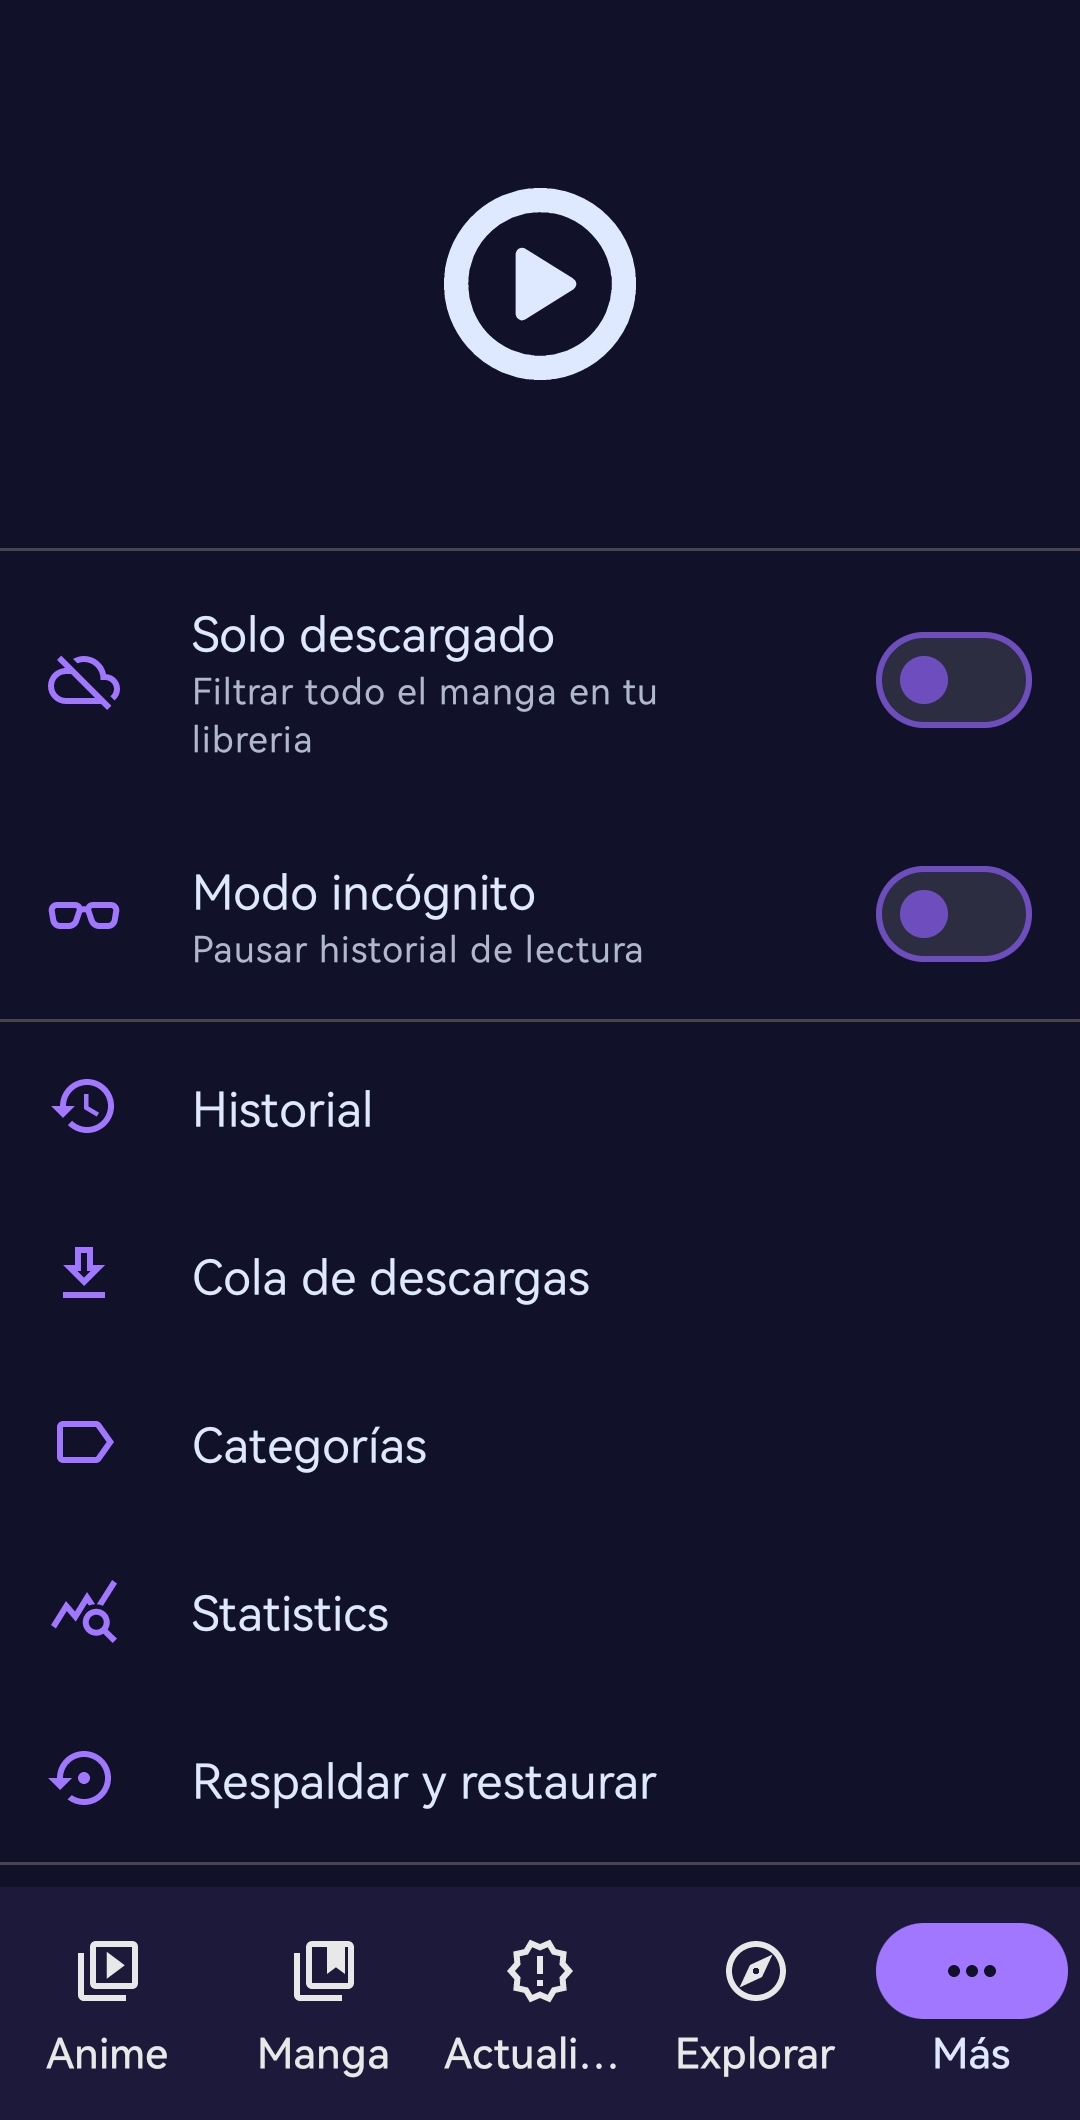 Solo descargado
Filtrar todo el manga en tu
libreria
Modo incógnito
Pausar historial de lectura
Historial
Cola de descargas
Categorías
Statistics
Respaldar y restaurar
Anime
Manga
Actuali...
Explorar
Más